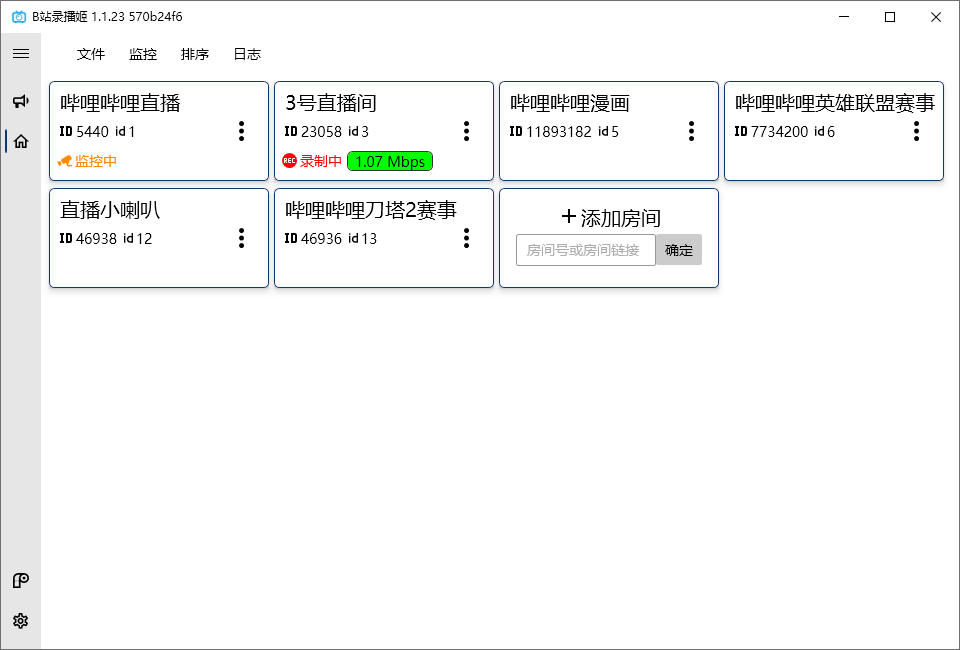 B站录播姬 1.1.23 570b24f6
文件 监控 排序 日志
哔哩哔哩直播
ID 5440 id 1
监控中
3号直播间
ID 23058 id 3
REC 录制中 1.07 Mbps
哔哩哔哩漫画
ID 11893182 id 5
哔哩哔哩英雄联盟赛事
ID 7734200 id 6
直播小喇叭
ID 46938 id 12
哔哩哔哩刀塔2赛事
ID 46936 id 13
添加房间
房间号或房间链接 确定